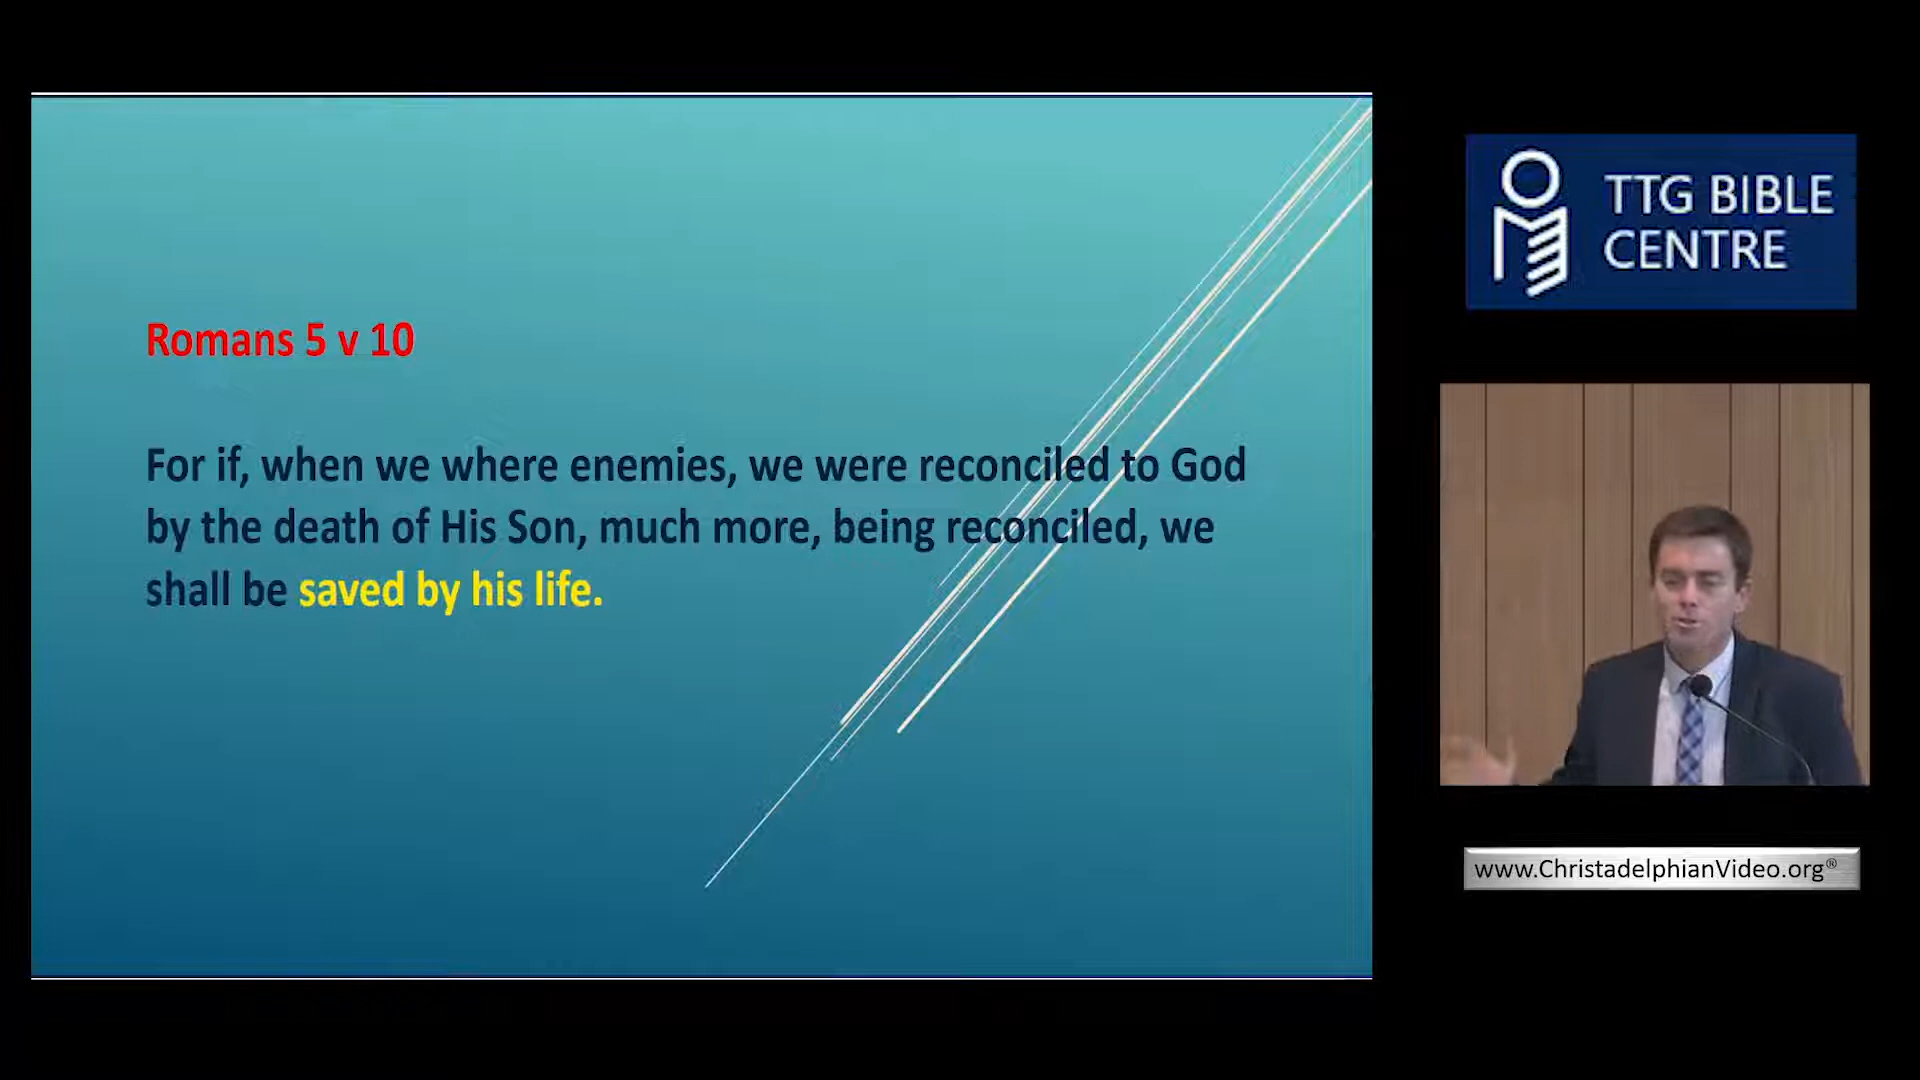 Romans 5 v 10
For if, when we where enemies, we were reconciled to God
by the death of His Son, much more, being reconciled, we
shall be saved by his life.
TTG BIBLE
CENTRE
www.ChristadelphianVideo.org®